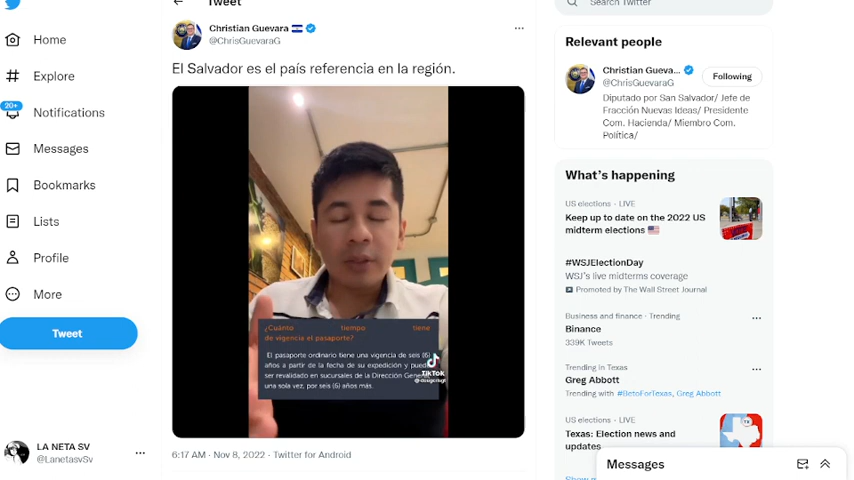 Tweet
Search Twitter
Home
Explore
20+
Notifications
Messages
Bookmarks
Lists
Profile
More
Tweet
LA NETA SV
@LanetasvSv
Christian Guevara
@ChrisGuevaraG
El Salvador es el país referencia en la región.
¿Cuánto tiempo tiene
de vigencia el pasaporte?
El pasaporte ordinario tiene una vigencia de seis (6)
años a partir de la fecha de su expedición y puede
ser revalidado en sucursales de la Dirección General
una sola vez, por seis (6) años más.
TikTok
6:17 AM · Nov 8, 2022 · Twitter for Android
Relevant people
Christian Gueva...
@ChrisGuevaraG
Following
Diputado por San Salvador/ Jefe de
Fracción Nuevas Ideas/ Presidente
Com. Hacienda/ Miembro Com.
Política/
What's happening
US elections · LIVE
Keep up to date on the 2022 US
midterm elections
#WSJElectionDay
WSJ's live midterms coverage
Promoted by The Wall Street Journal
Business and finance · Trending
Binance
339K Tweets
Trending in Texas
Greg Abbott
Trending with #BetoForTexas, Greg Abbott
US elections · LIVE
Texas: Election news and
updates
TX
Messages